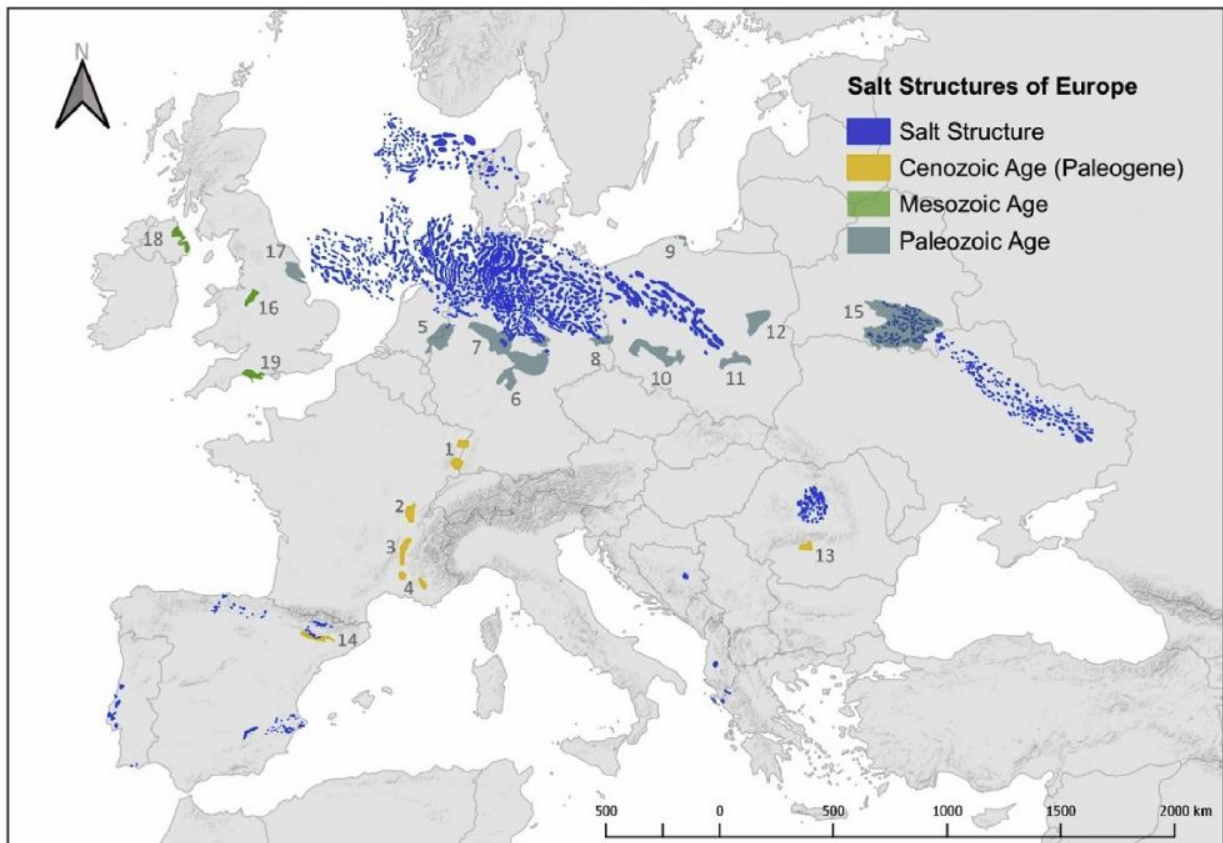 N
Salt Structures of Europe
Salt Structure
Cenozoic Age (Paleogene)
Mesozoic Age
Paleozoic Age
18
17
16
19
9
15
5
7
8
12
10
11
6
1
2
3
4
13
14
500 0 500 1000 1500 2000 km